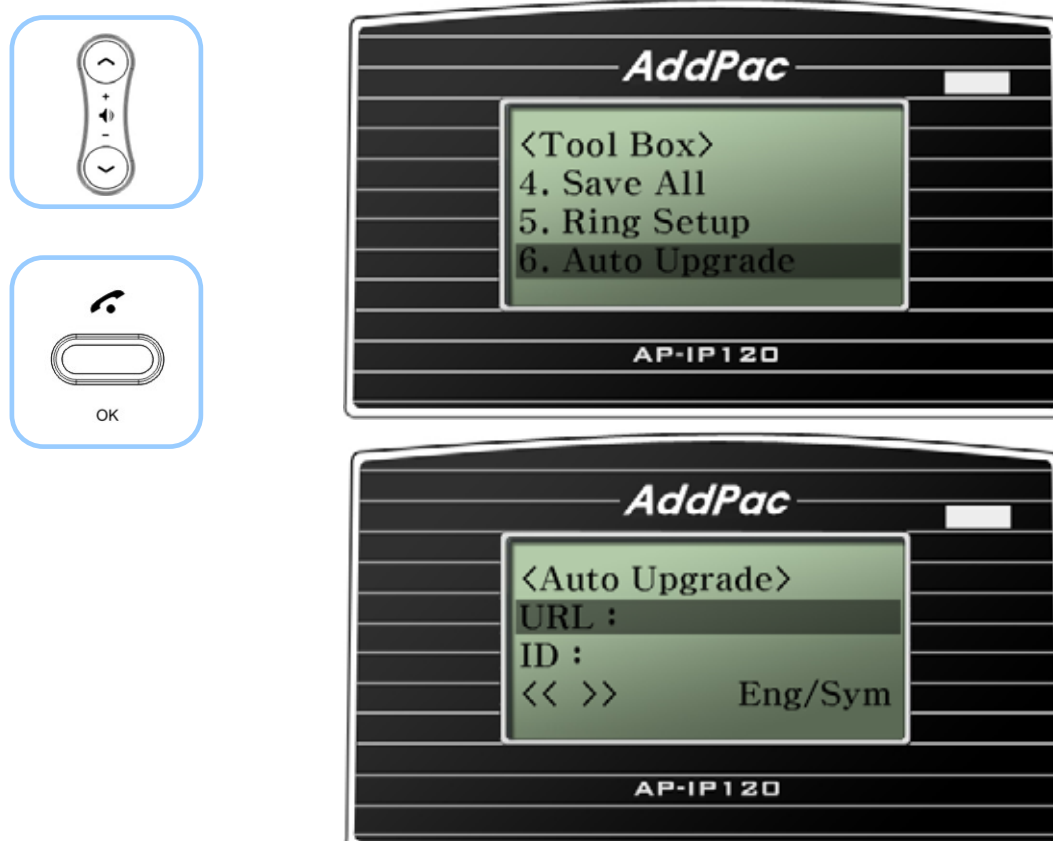 +
-
OK
AddPac
<Tool Box>
4. Save All
5. Ring Setup
6. Auto Upgrade
AP-IP120
AddPac
<Auto Upgrade>
URL :
ID :
<< >> Eng/Sym
AP-IP120